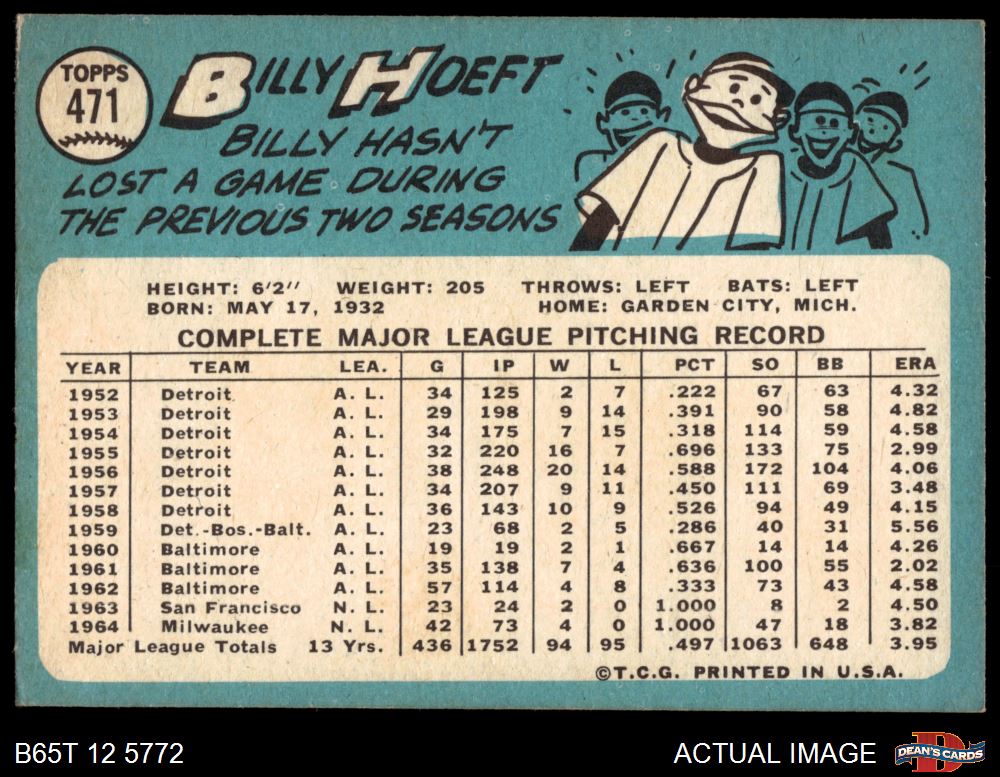 TOPPS
471
BILLY HOEFT
BILLY HASN'T
LOST A GAME DURING
THE PREVIOUS TWO SEASONS
HEIGHT: 6'2" WEIGHT: 205 THROWS: LEFT BATS: LEFT
BORN: MAY 17, 1932 HOME: GARDEN CITY, MICH.
COMPLETE MAJOR LEAGUE PITCHING RECORD
YEAR TEAM LEA. G IP W L PCT SO BB ERA
1952 Detroit A. L. 34 125 2 7 .222 67 63 4.32
1953 Detroit A. L. 29 198 9 14 .391 90 58 4.82
1954 Detroit A. L. 34 175 7 15 .318 114 59 4.58
1955 Detroit A. L. 32 220 16 7 .696 133 75 2.99
1956 Detroit A. L. 38 248 20 14 .588 172 104 4.06
1957 Detroit A. L. 34 207 9 11 .450 111 69 3.48
1958 Detroit A. L. 36 143 10 9 .526 94 49 4.15
1959 Det.-Bos.-Balt. A. L. 23 68 2 5 .286 40 31 5.56
1960 Baltimore A. L. 19 19 2 1 .667 14 14 4.26
1961 Baltimore A. L. 35 138 7 4 .636 100 55 2.02
1962 Baltimore A. L. 57 114 4 8 .333 73 43 4.58
1963 San Francisco N. L. 23 24 2 0 1.000 8 2 4.50
1964 Milwaukee N. L. 42 73 4 0 1.000 47 18 3.82
Major League Totals 13 Yrs. 436 1752 94 95 .497 1063 648 3.95
©T.C.G. PRINTED IN U.S.A.
B65T 12 5772 ACTUAL IMAGE D DEAN'S CARDS